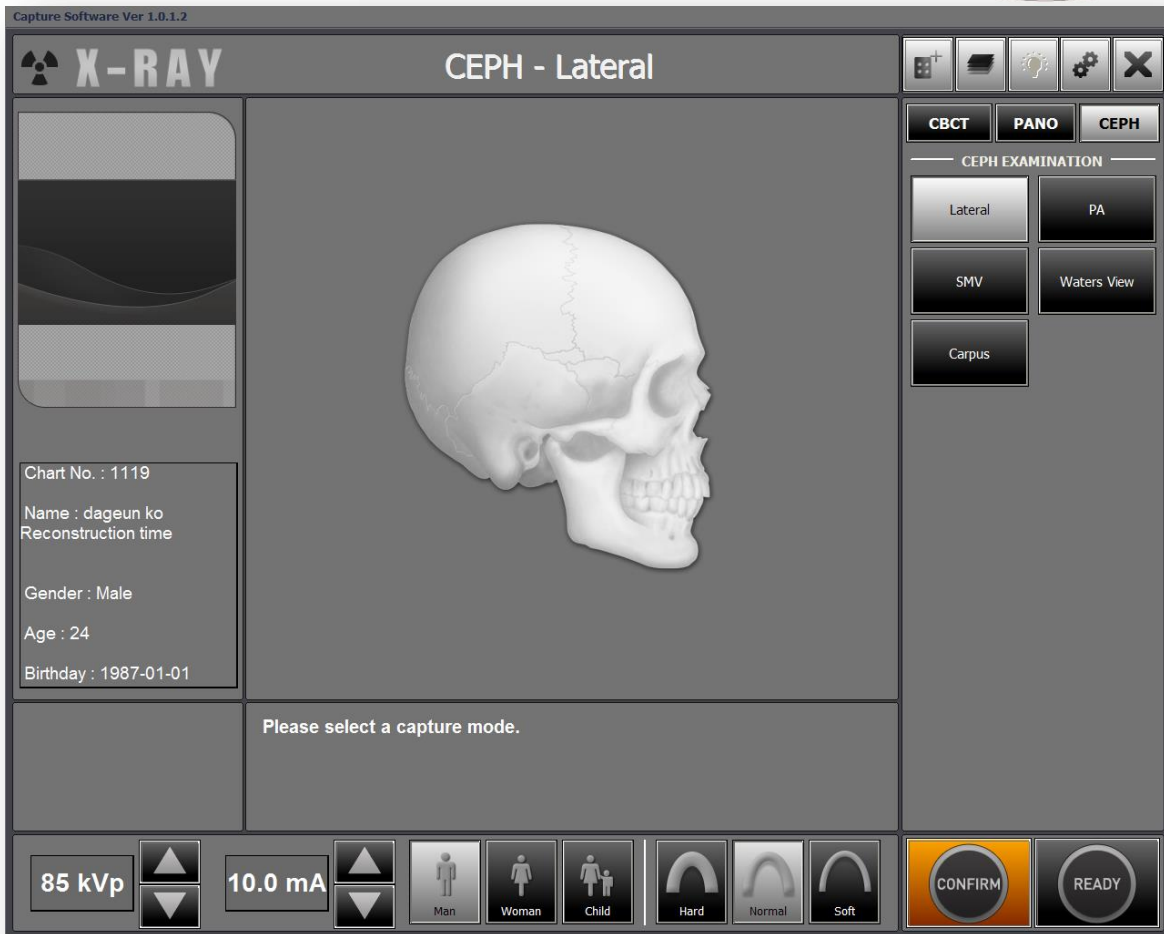 Capture Software Ver 1.0.1.2
X-RAY
CEPH - Lateral
CBCT
PANO
CEPH
CEPH EXAMINATION
Lateral
PA
SMV
Waters View
Carpus
Chart No. : 1119
Name : dageun ko
Reconstruction time
Gender : Male
Age : 24
Birthday : 1987-01-01
Please select a capture mode.
85 kVp
10.0 mA
Man
Woman
Child
Hard
Normal
Soft
CONFIRM
READY